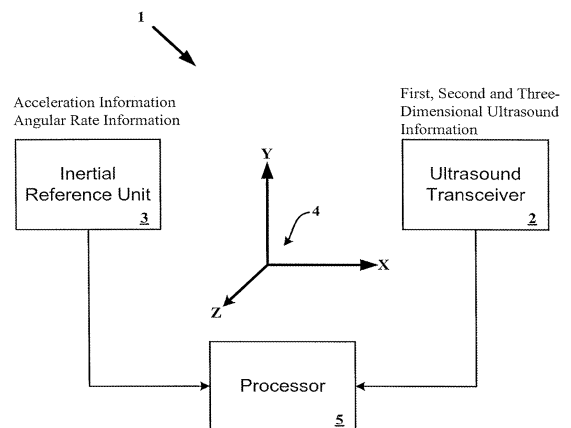 1
Acceleration Information
Angular Rate Information
First, Second and Three-
Dimensional Ultrasound
Information
Inertial
Reference Unit
3
Ultrasound
Transceiver
2
Y
4
X
Z
Processor
5